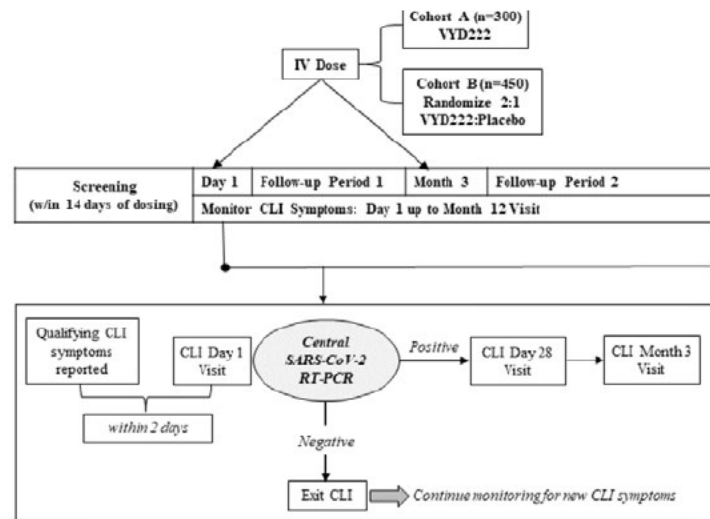 Cohort A (n=300)
VYD222
IV Dose
Cohort B (n=450)
Randomize 2:1
VYD222:Placebo
Screening
(w/in 14 days of dosing)
Day 1
Follow-up Period 1
Month 3
Follow-up Period 2
Monitor CLI Symptoms: Day 1 up to Month 12 Visit
Qualifying CLI
symptoms
reported
CLI Day 1
Visit
within 2 days
Central
SARS-CoV-2
RT-PCR
Positive
CLI Day 28
Visit
CLI Month 3
Visit
Negative
Exit CLI
Continue monitoring for new CLI symptoms